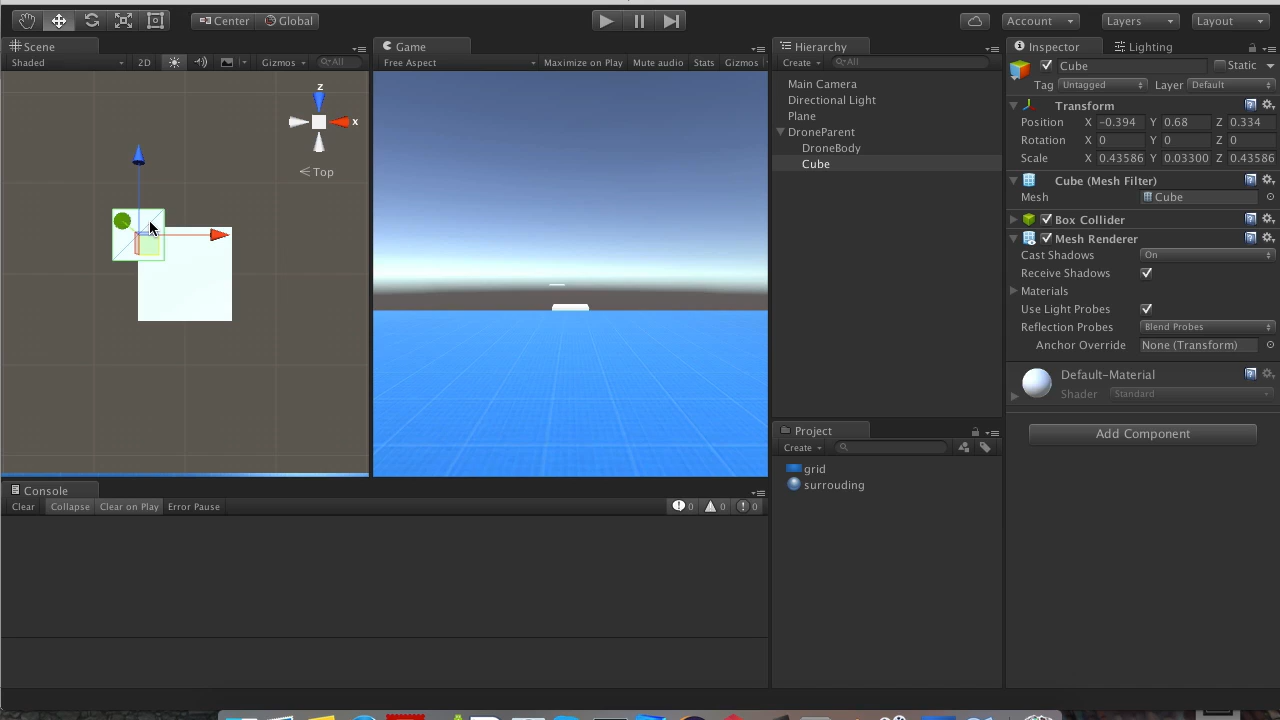 Center Global Account Layers Layout
Scene
Shaded 2D Gizmos All
z
x
Top
Game
Free Aspect Maximize on Play Mute audio Stats Gizmos
Hierarchy
Create All
Main Camera
Directional Light
Plane
DroneParent
DroneBody
Cube
Inspector Lighting
Cube Static
Tag Untagged Layer Default
Transform
Position X -0.394 Y 0.68 Z 0.334
Rotation X 0 Y 0 Z 0
Scale X 0.43586 Y 0.03300 Z 0.43586
Cube (Mesh Filter)
Mesh Cube
Box Collider
Mesh Renderer
Cast Shadows On
Receive Shadows
Materials
Use Light Probes
Reflection Probes Blend Probes
Anchor Override None (Transform)
Default-Material
Shader Standard
Add Component
Project
Create
grid
surrouding
Console
Clear Collapse Clear on Play Error Pause 0 0 0